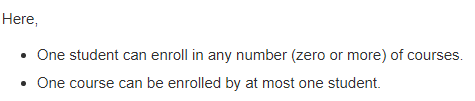 Here,
• One student can enroll in any number (zero or more) of courses.
• One course can be enrolled by at most one student.